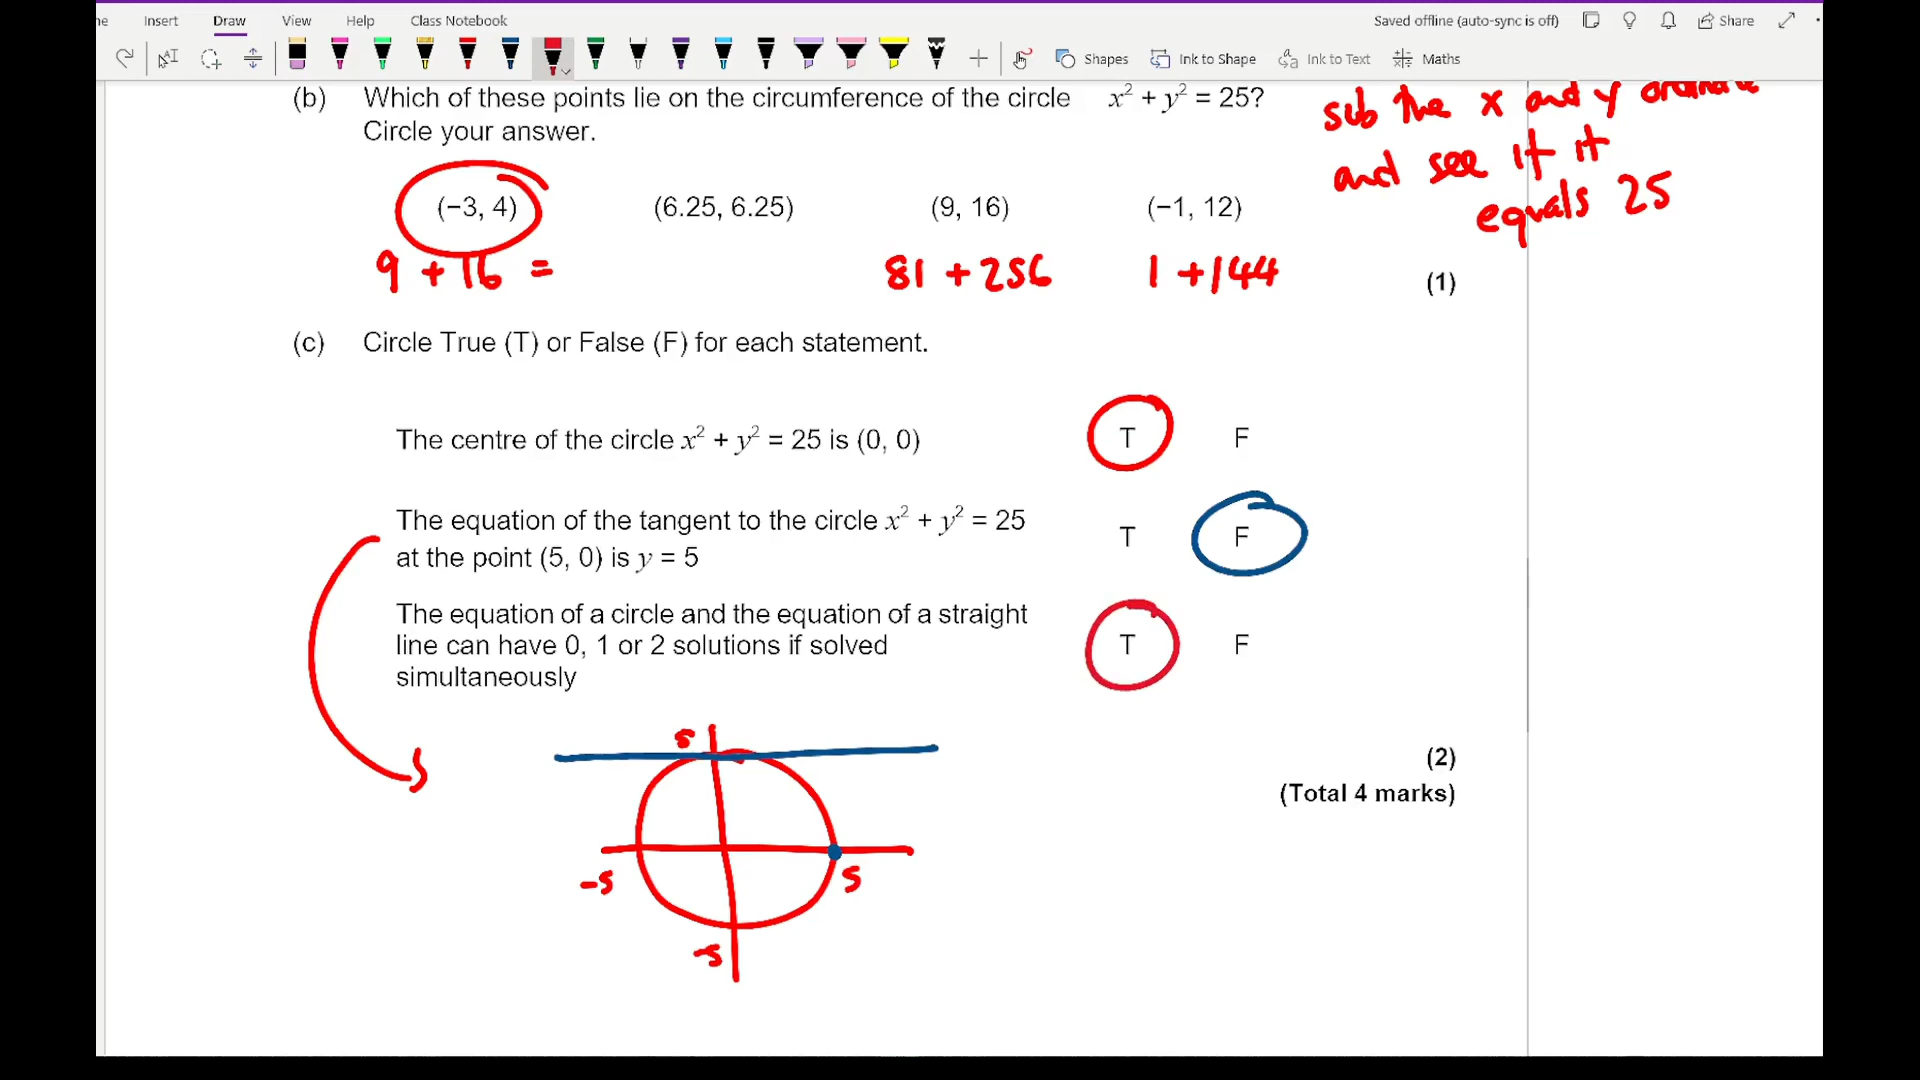 ne Insert Draw View Help Class Notebook Saved offline (auto-sync is off) Share
Shapes Ink to Shape Ink to Text Maths
(b) Which of these points lie on the circumference of the circle x² + y² = 25?
Circle your answer.
sub the x and y ordinate
and see if it
equals 25
(−3, 4) (6.25, 6.25) (9, 16) (−1, 12)
9 + 16 = 81 + 256 1 + 144
(1)
(c) Circle True (T) or False (F) for each statement.
The centre of the circle x² + y² = 25 is (0, 0) T F
The equation of the tangent to the circle x² + y² = 25
at the point (5, 0) is y = 5 T F
The equation of a circle and the equation of a straight
line can have 0, 1 or 2 solutions if solved T F
simultaneously
5
(2)
(Total 4 marks)
-5 5
-5